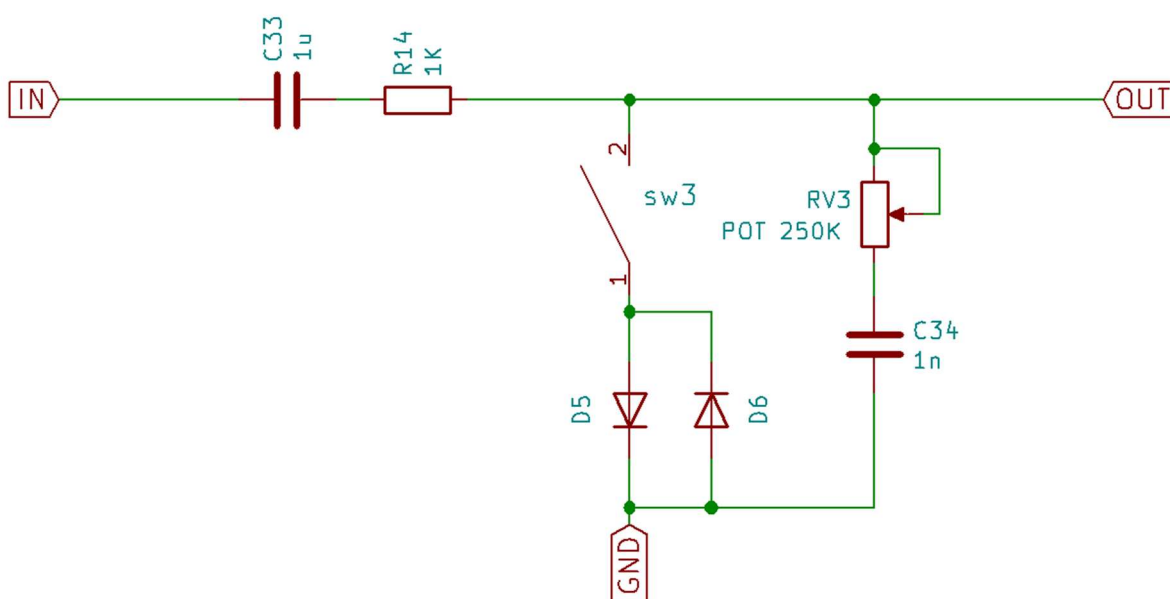 IN
C33
1u
R14
1K
OUT
2
sw3
1
RV3
POT 250K
C34
1n
D5
D6
GND